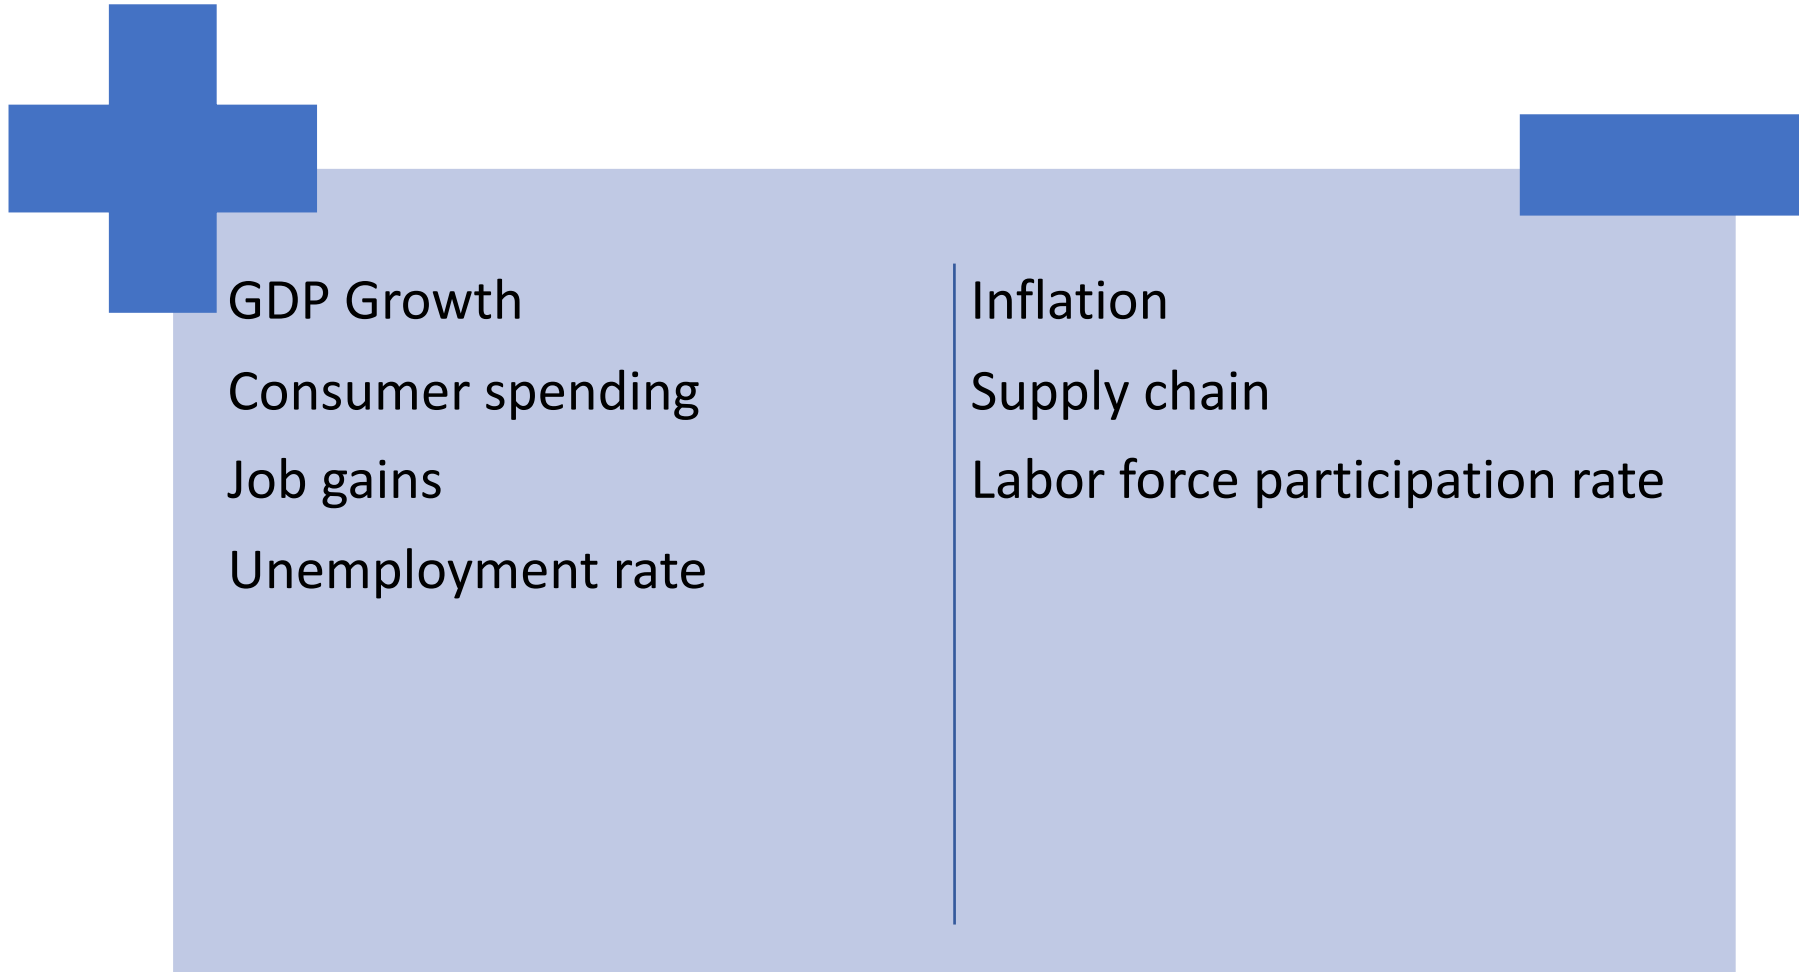 GDP Growth
Consumer spending
Job gains
Unemployment rate
Inflation
Supply chain
Labor force participation rate